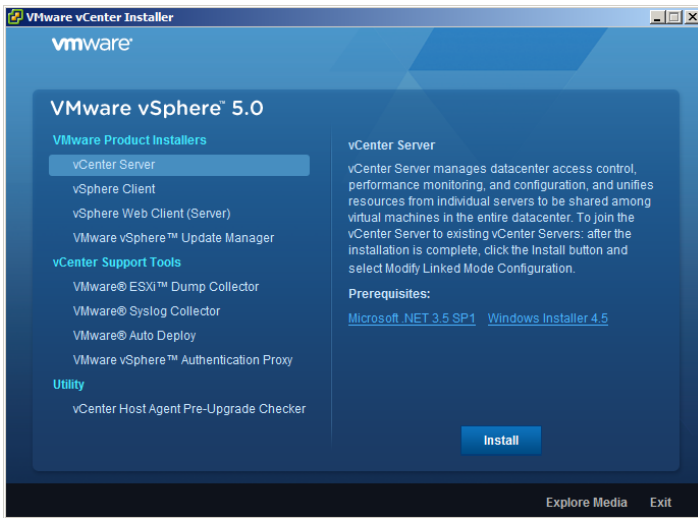 VMware vCenter Installer
vmware
VMware vSphere™ 5.0
VMware Product Installers
vCenter Server
vSphere Client
vSphere Web Client (Server)
VMware vSphere™ Update Manager
vCenter Support Tools
VMware® ESXi™ Dump Collector
VMware® Syslog Collector
VMware® Auto Deploy
VMware vSphere™ Authentication Proxy
Utility
vCenter Host Agent Pre-Upgrade Checker
vCenter Server
vCenter Server manages datacenter access control,
performance monitoring, and configuration, and unifies
resources from individual servers to be shared among
virtual machines in the entire datacenter. To join the
vCenter Server to existing vCenter Servers: after the
installation is complete, click the Install button and
select Modify Linked Mode Configuration.
Prerequisites:
Microsoft .NET 3.5 SP1 Windows Installer 4.5
Install
Explore Media Exit